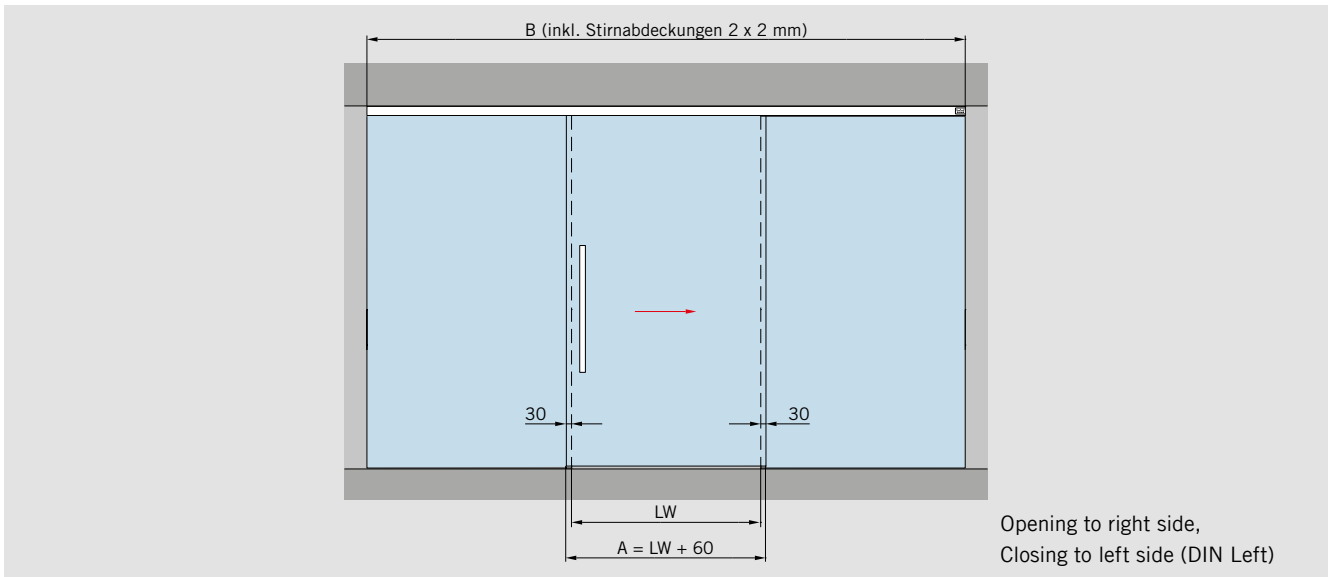 B (inkl. Stirnabdeckungen 2 x 2 mm)
30
30
LW
A = LW + 60
Opening to right side,
Closing to left side (DIN Left)